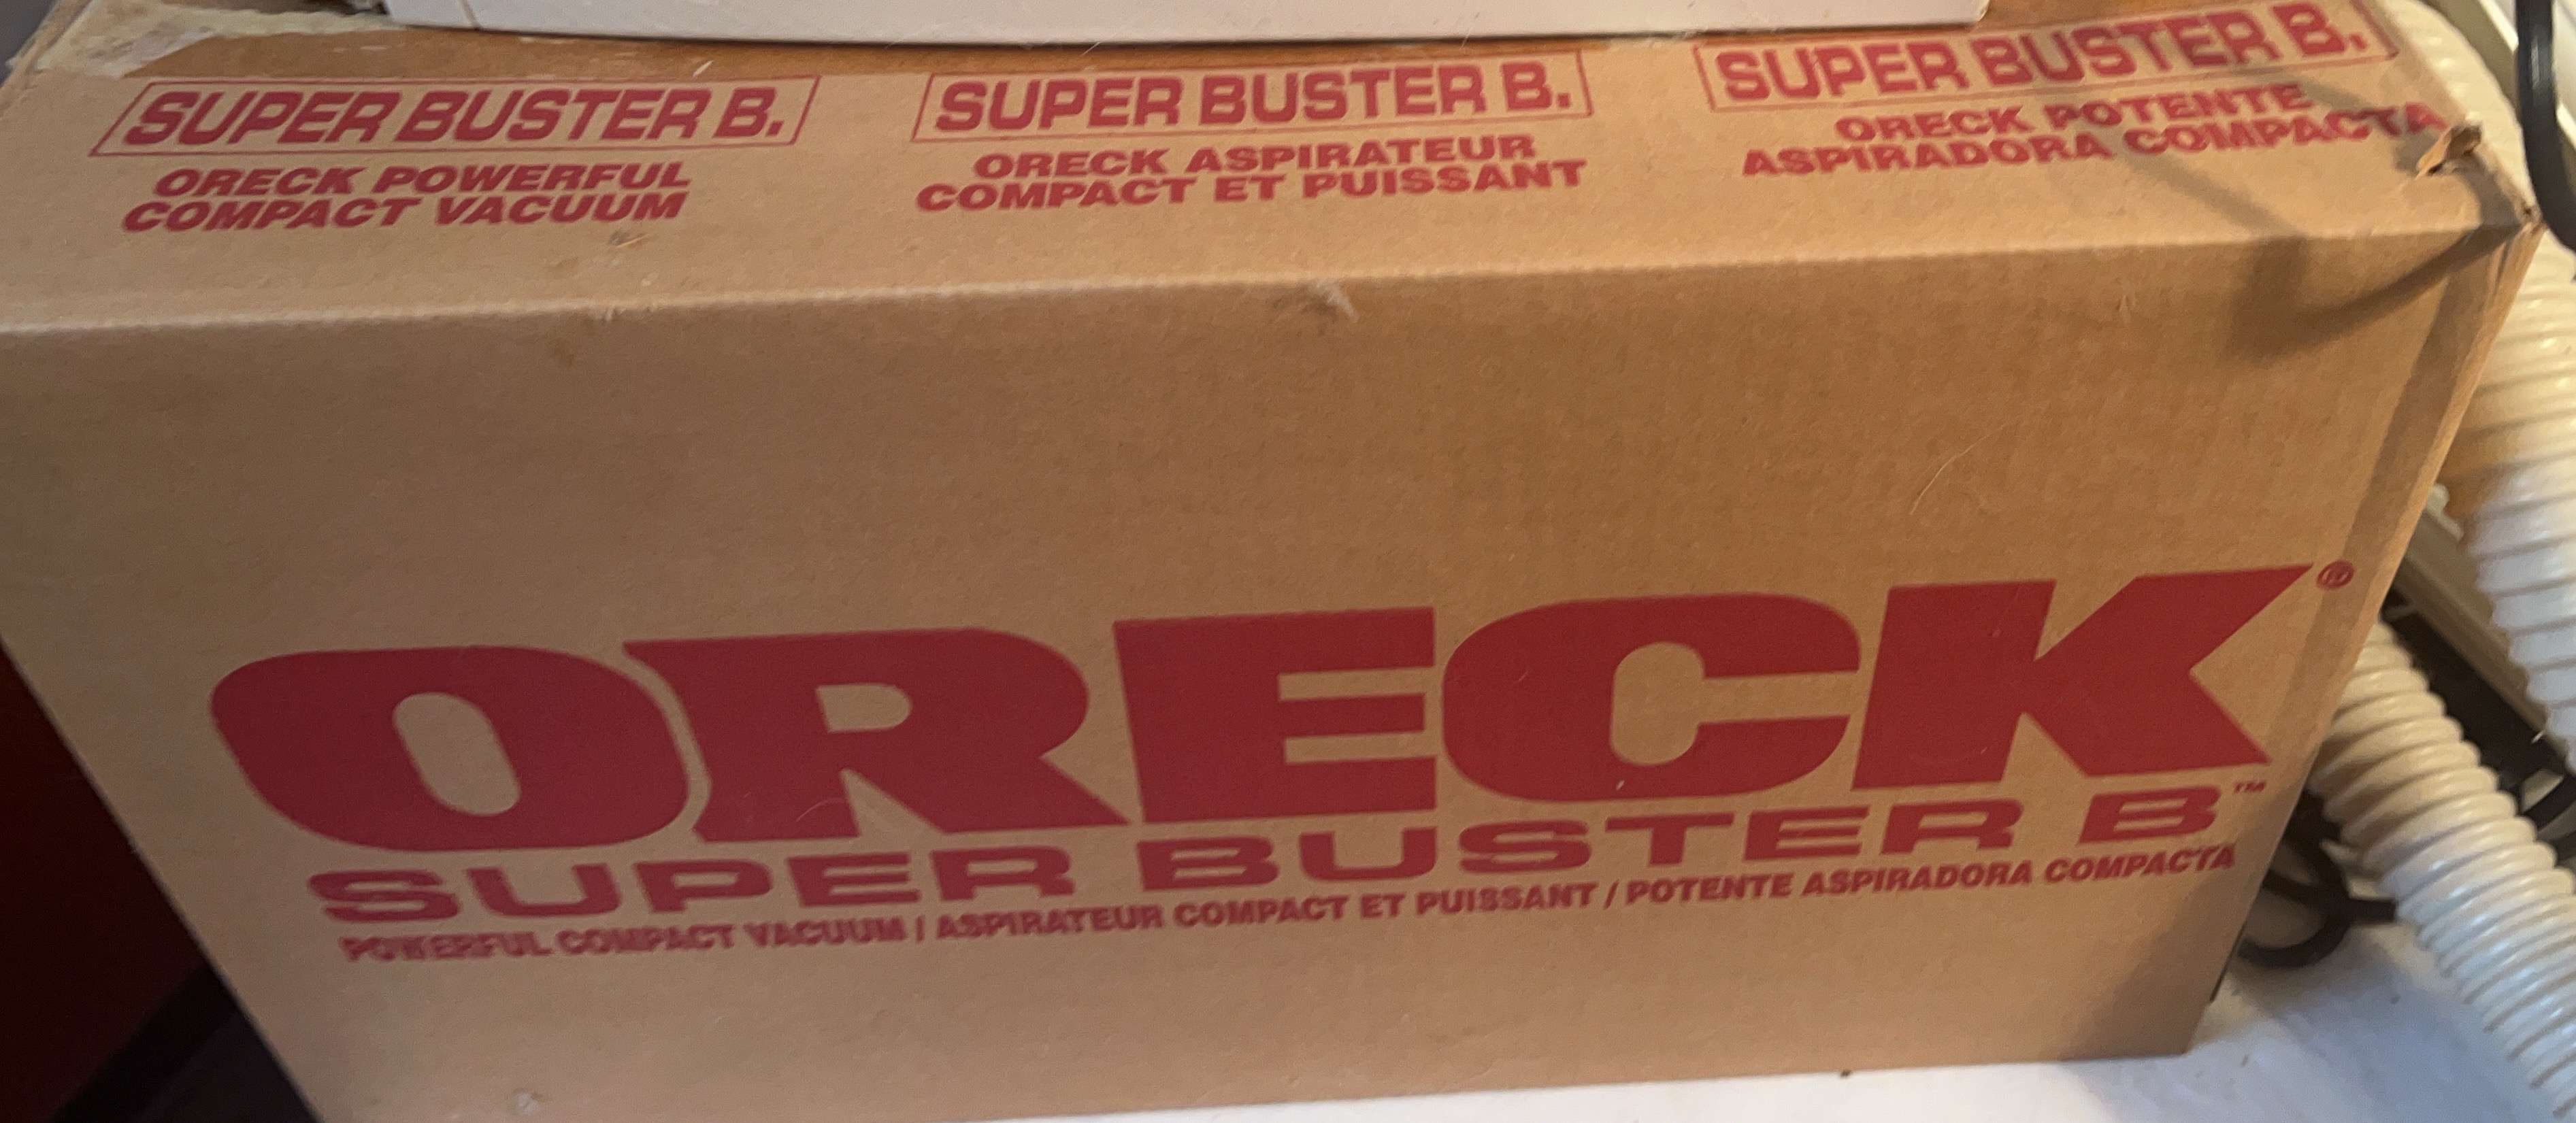 SUPER BUSTER B.
ORECK POWERFUL
COMPACT VACUUM
SUPER BUSTER B.
ORECK ASPIRATEUR
COMPACT ET PUISSANT
SUPER BUSTER B.
ORECK POTENTE
ASPIRADORA COMPACTA
ORECK®
SUPER BUSTER B™
POWERFUL COMPACT VACUUM / ASPIRATEUR COMPACT ET PUISSANT / POTENTE ASPIRADORA COMPACTA